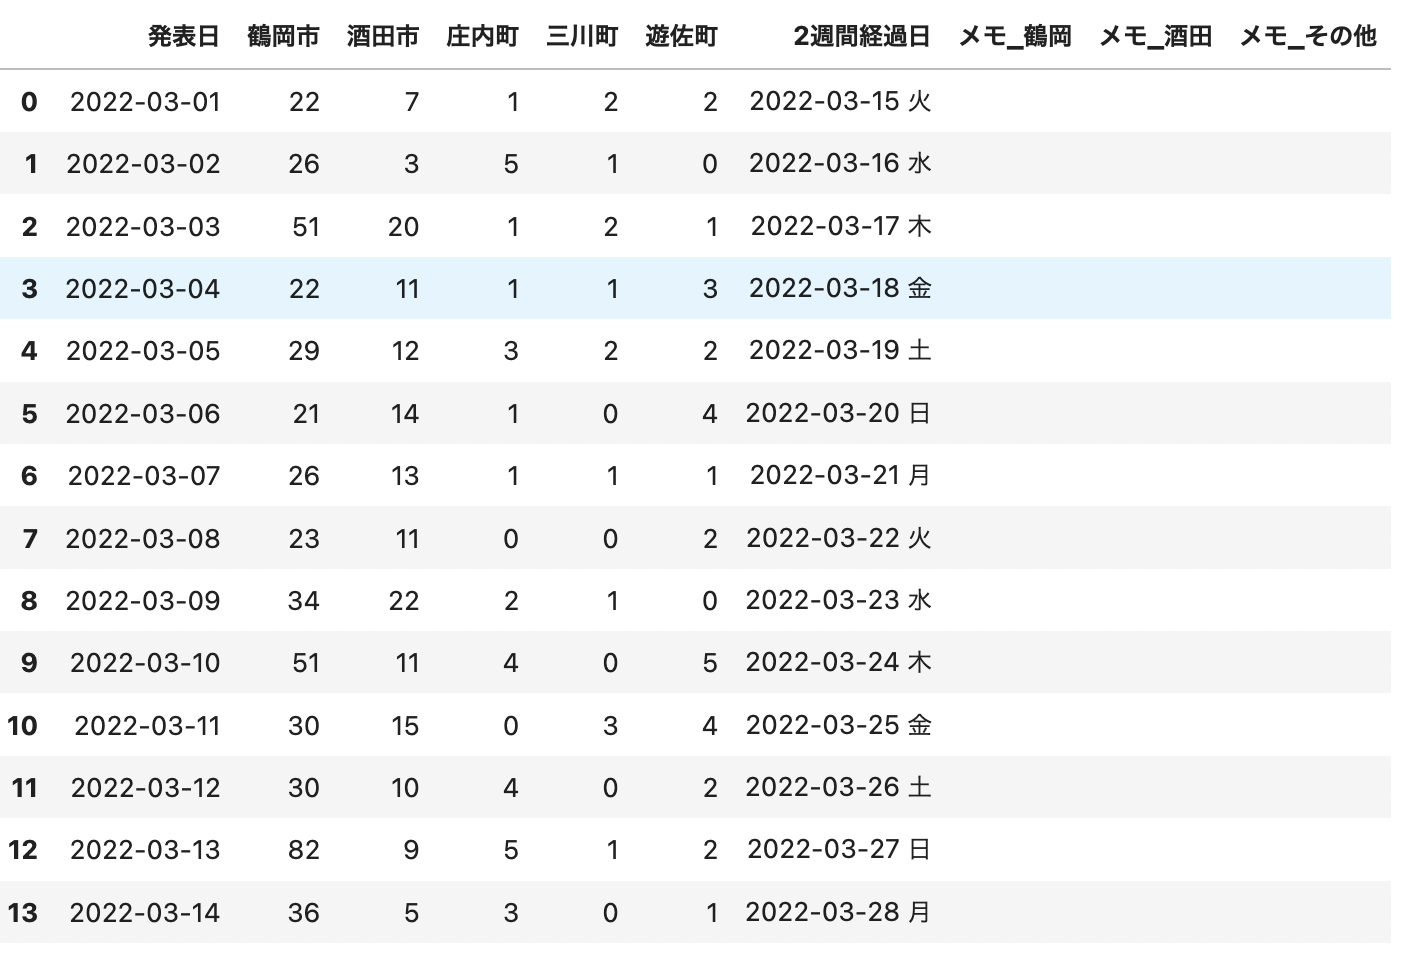 発表日 鶴岡市 酒田市 庄内町 三川町 遊佐町 2週間経過日 メモ_鶴岡 メモ_酒田 メモ_その他
0 2022-03-01 22 7 1 2 2 2022-03-15 火
1 2022-03-02 26 3 5 1 0 2022-03-16 水
2 2022-03-03 51 20 1 2 1 2022-03-17 木
3 2022-03-04 22 11 1 1 3 2022-03-18 金
4 2022-03-05 29 12 3 2 2 2022-03-19 土
5 2022-03-06 21 14 1 0 4 2022-03-20 日
6 2022-03-07 26 13 1 1 1 2022-03-21 月
7 2022-03-08 23 11 0 0 2 2022-03-22 火
8 2022-03-09 34 22 2 1 0 2022-03-23 水
9 2022-03-10 51 11 4 0 5 2022-03-24 木
10 2022-03-11 30 15 0 3 4 2022-03-25 金
11 2022-03-12 30 10 4 0 2 2022-03-26 土
12 2022-03-13 82 9 5 1 2 2022-03-27 日
13 2022-03-14 36 5 3 0 1 2022-03-28 月